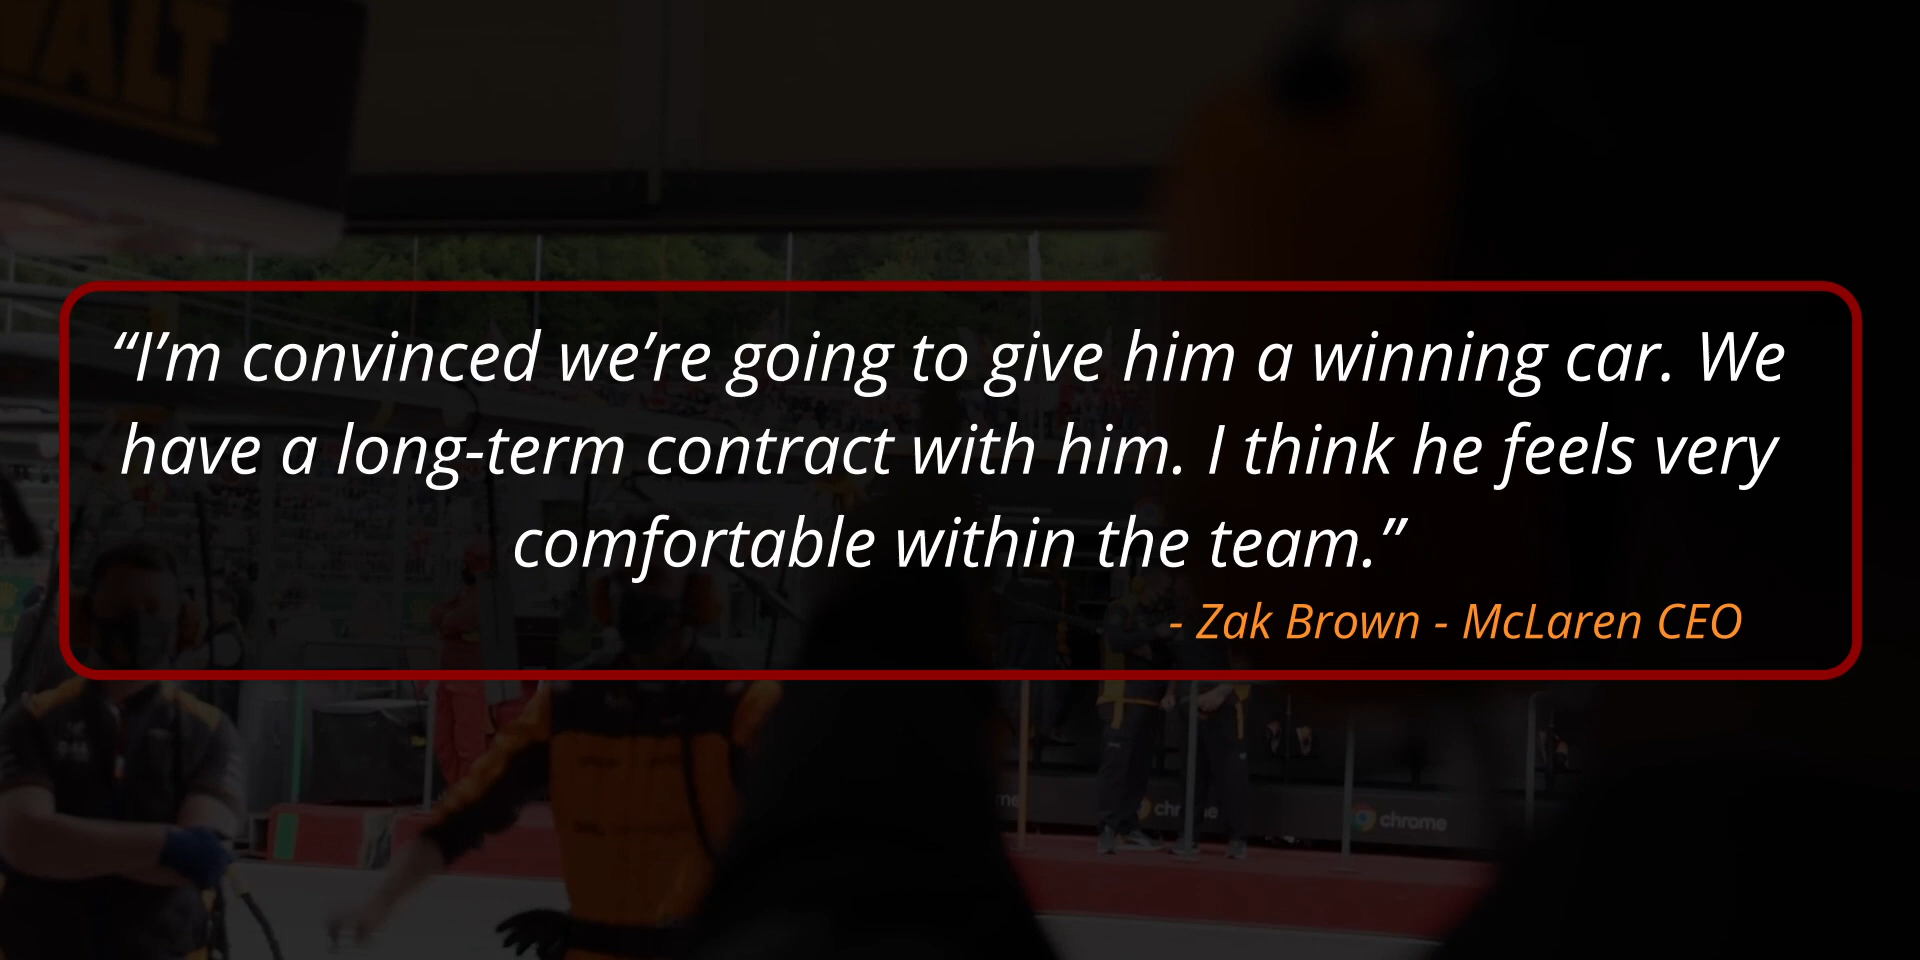 “I’m convinced we’re going to give him a winning car. We
have a long-term contract with him. I think he feels very
comfortable within the team.”
- Zak Brown - McLaren CEO
chrome